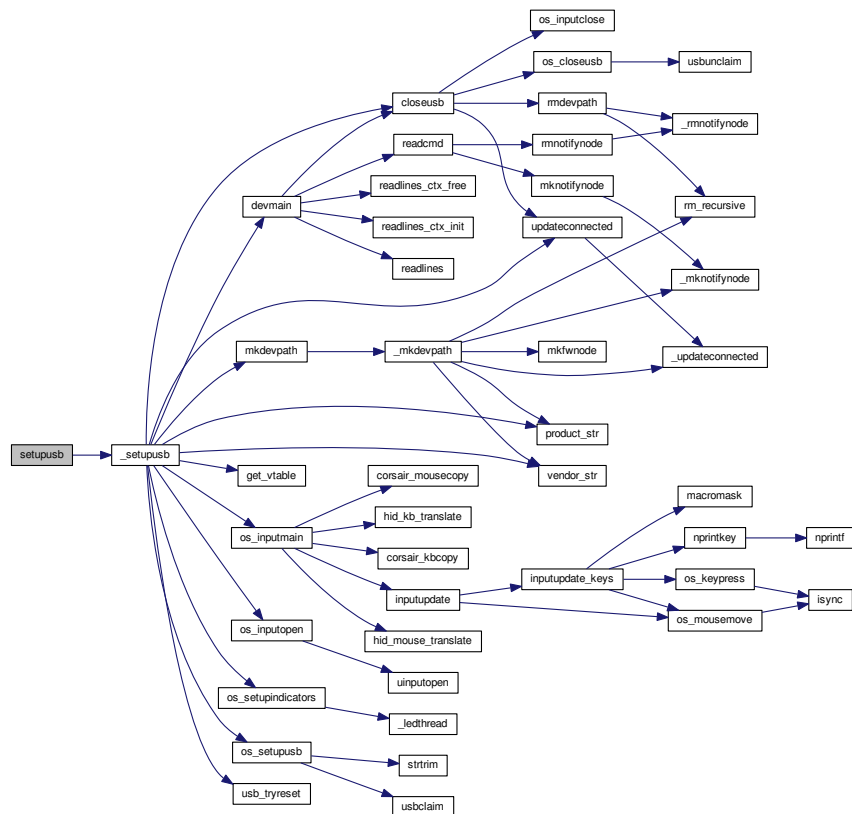 os_inputclose
os_closeusb
usbunclaim
closeusb
rmdevpath
_rmnotifynode
readcmd
rmnotifynode
readlines_ctx_free
mknotifynode
devmain
rm_recursive
readlines_ctx_init
updateconnected
readlines
_mknotifynode
mkdevpath
_mkdevpath
mkfwnode
_updateconnected
product_str
setupusb
_setupusb
get_vtable
corsair_mousecopy
vendor_str
macromask
hid_kb_translate
os_inputmain
nprintkey
nprintf
corsair_kbcopy
inputupdate_keys
os_keypress
inputupdate
isync
os_mousemove
os_inputopen
hid_mouse_translate
uinputopen
os_setupindicators
_ledthread
os_setupusb
strtrim
usb_tryreset
usbclaim